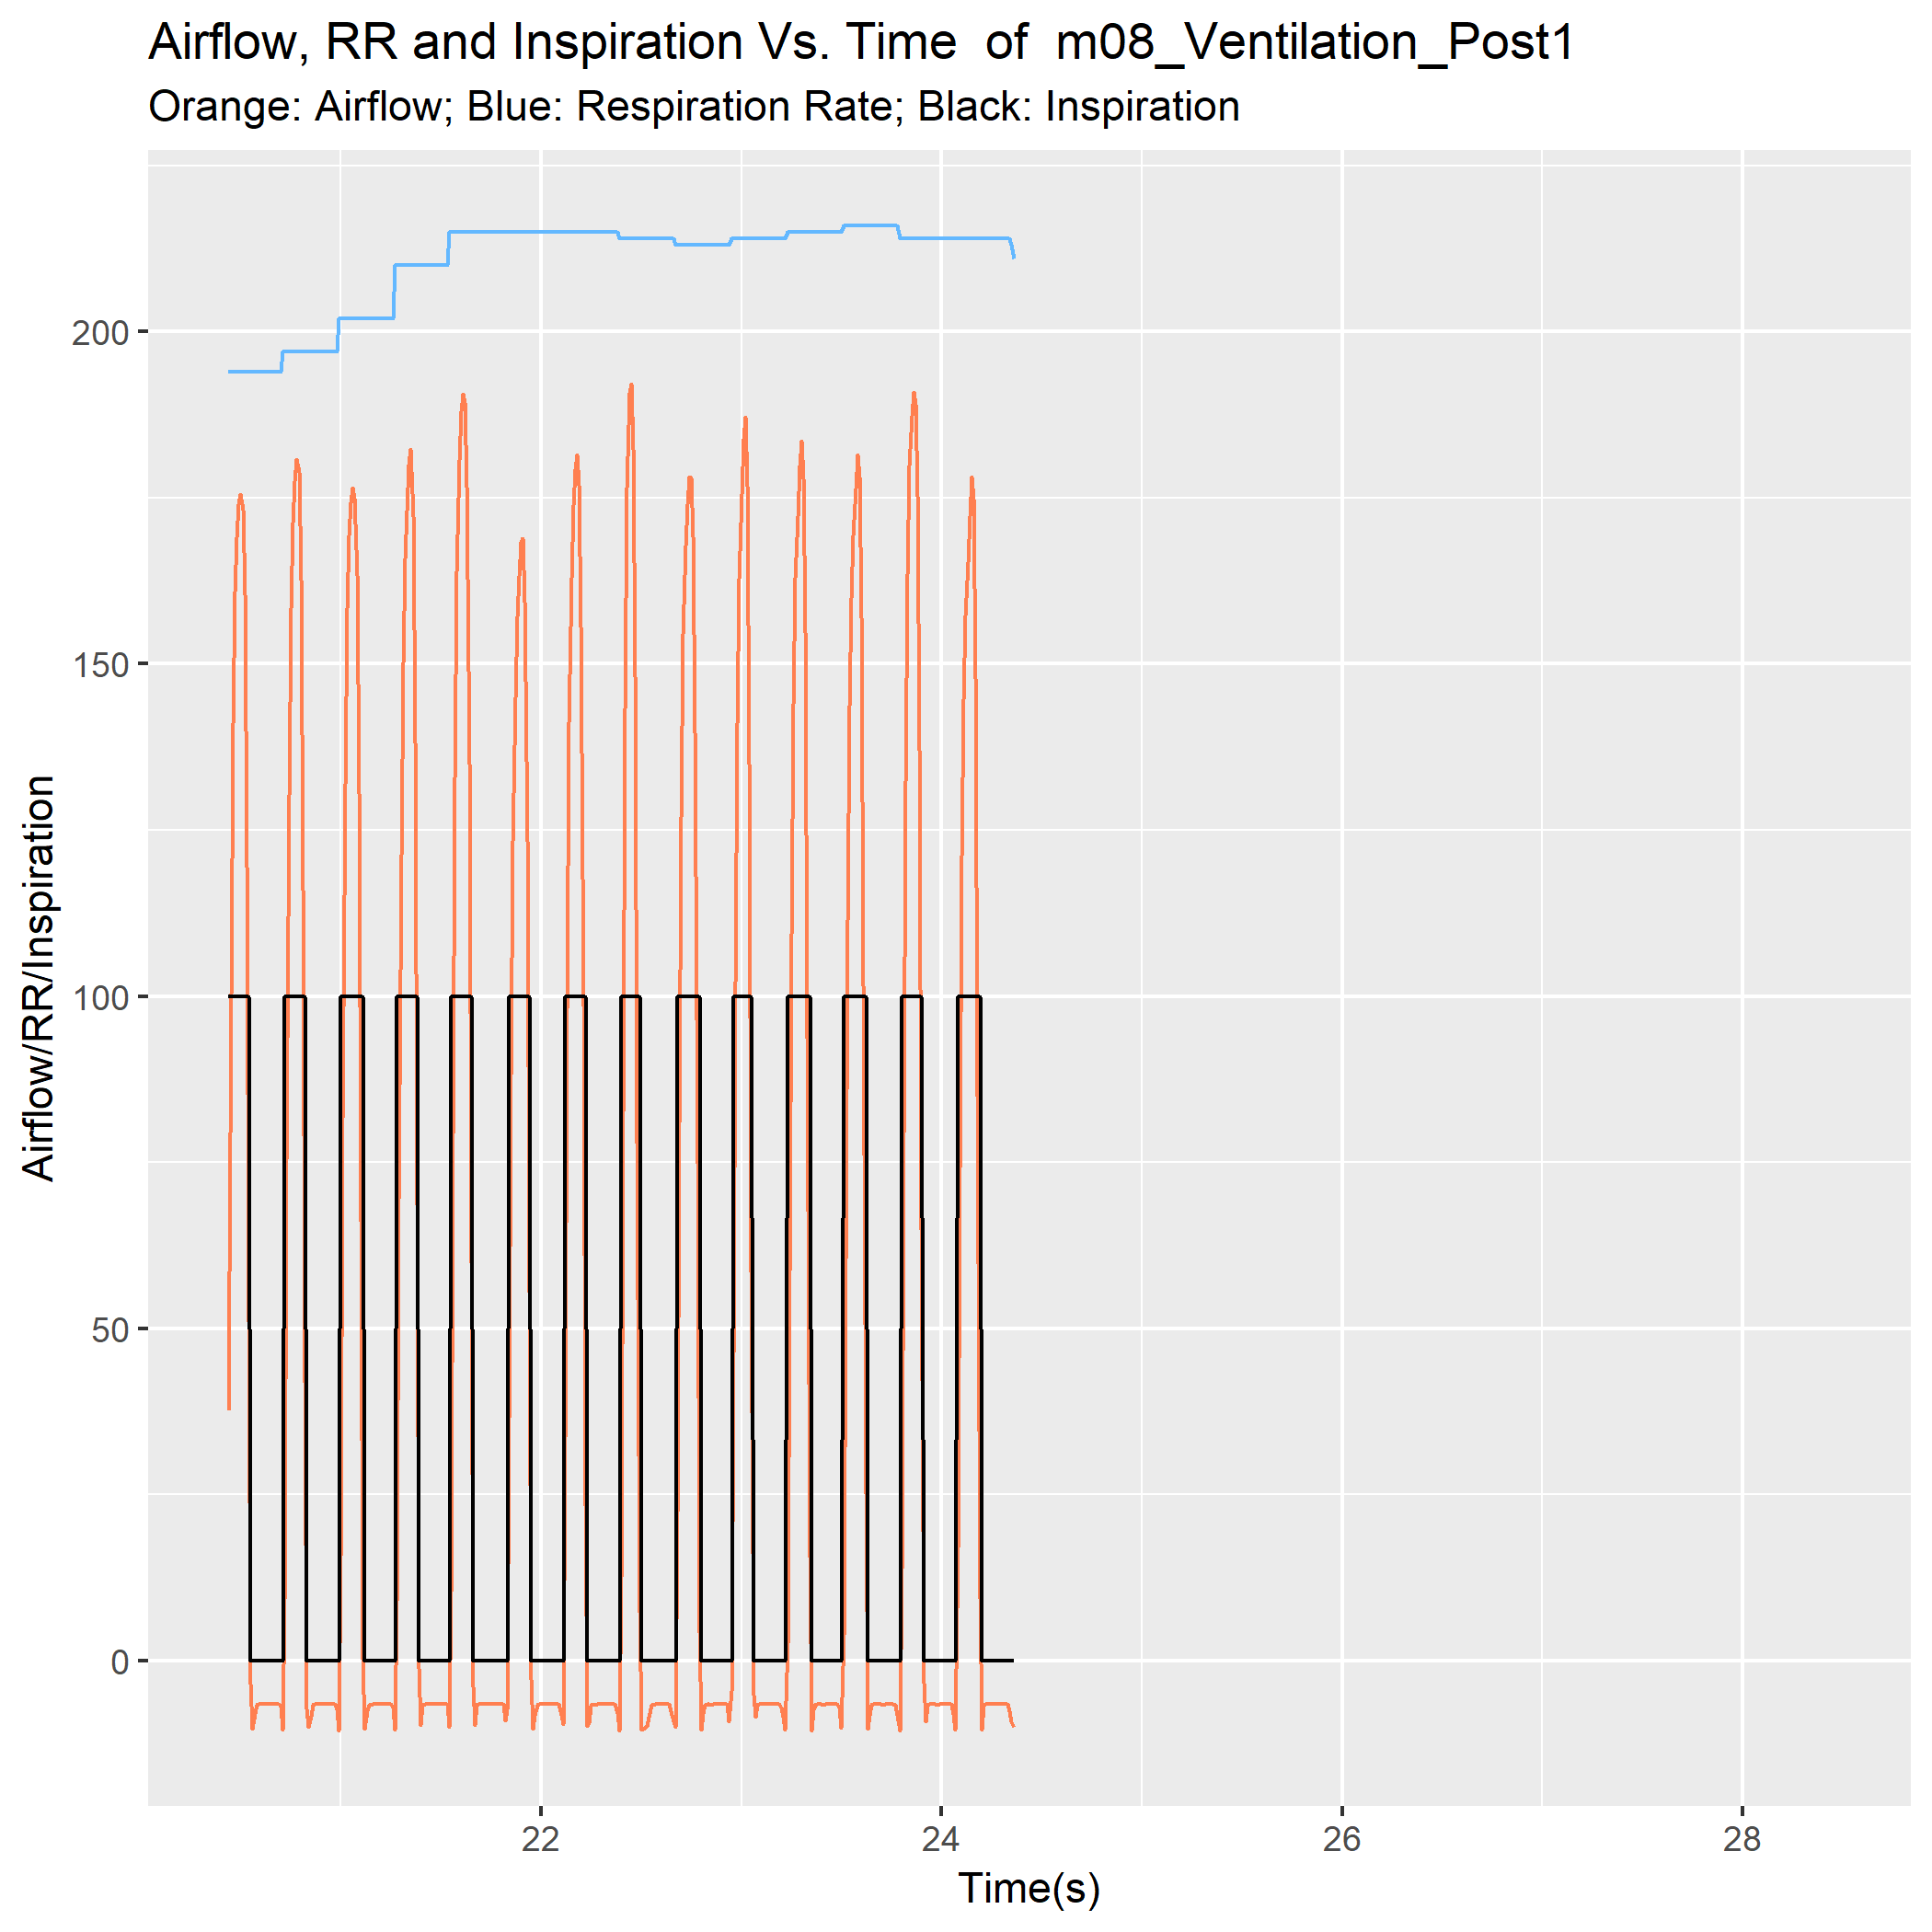 Airflow, RR and Inspiration Vs. Time  of  m08_Ventilation_Post1
Orange: Airflow; Blue: Respiration Rate; Black: Inspiration
Airflow/RR/Inspiration
200
150
100
50
0
22
24
26
28
Time(s)